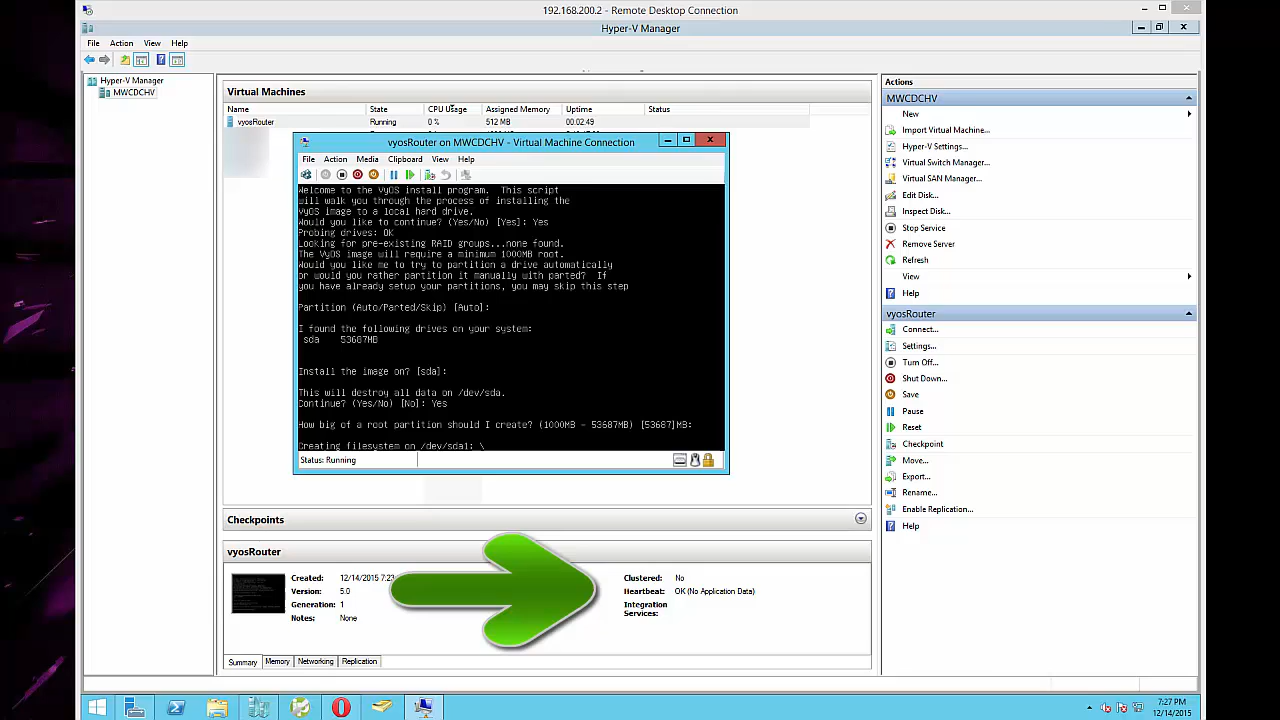 192.168.200.2 - Remote Desktop Connection
Hyper-V Manager
File Action View Help
Hyper-V Manager
MWCDCHV
Virtual Machines
Name State CPU Usage Assigned Memory Uptime Status
vyosRouter Running 0 % 512 MB 00:02:49
vyosRouter on MWCDCHV - Virtual Machine Connection
File Action Media Clipboard View Help
Welcome to the VyOS install program. This script
will walk you through the process of installing the
VyOS image to a local hard drive.
Would you like to continue? (Yes/No) [Yes]: Yes
Probing drives: OK
Looking for pre-existing RAID groups...none found.
The VyOS image will require a minimum 1000MB root.
Would you like me to try to partition a drive automatically
or would you rather partition it manually with parted? If
you have already setup your partitions, you may skip this step
Partition (Auto/Parted/Skip) [Auto]:
I found the following drives on your system:
sda 53687MB
Install the image on? [sda]:
This will destroy all data on /dev/sda.
Continue? (Yes/No) [No]: Yes
How big of a root partition should I create? (1000MB - 53687MB) [53687]MB:
Creating filesystem on /dev/sda1: \
Status: Running
Checkpoints
vyosRouter
Created: 12/14/2015 7:23
Version: 5.0
Generation: 1
Notes: None
Clustered: No
Heartbeat: OK (No Application Data)
Integration
Services:
Summary Memory Networking Replication
Actions
MWCDCHV
New
Import Virtual Machine...
Hyper-V Settings...
Virtual Switch Manager...
Virtual SAN Manager...
Edit Disk...
Inspect Disk...
Stop Service
Remove Server
Refresh
View
Help
vyosRouter
Connect...
Settings...
Turn Off...
Shut Down...
Save
Pause
Reset
Checkpoint
Move...
Export...
Rename...
Enable Replication...
Help
7:27 PM
12/14/2015